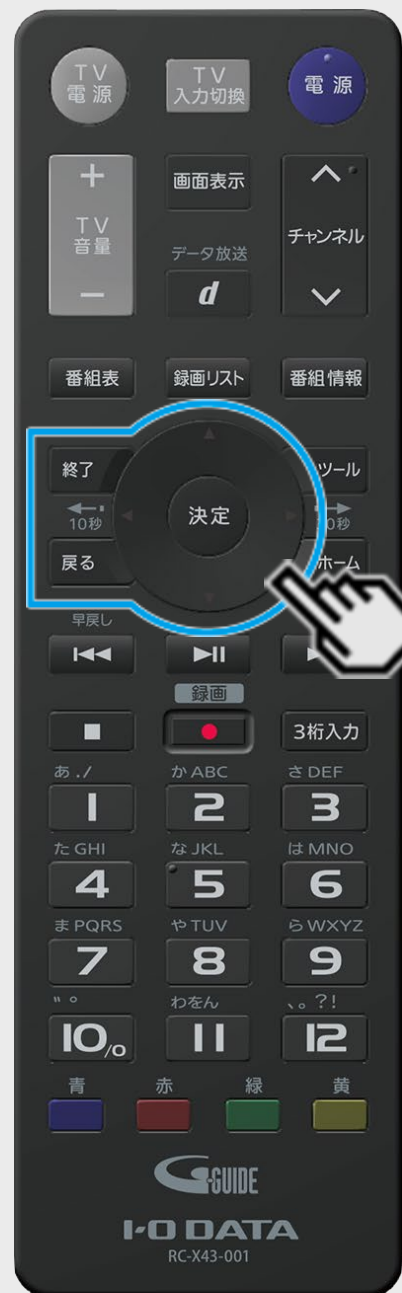 TV
電源
TV
入力切換
電源
+
TV
音量
−
画面表示
データ放送
d
チャンネル
番組表
録画リスト
番組情報
終了
ツール
10秒
決定
0秒
戻る
ホーム
早戻し
録画
3桁入力
あ./
かABC
さDEF
1
2
3
たGHI
なJKL
はMNO
4
5
6
まPQRS
やTUV
らWXYZ
7
8
9
゛゜
わをん
、。?!
10/0
11
12
青
赤
緑
黄
G-GUIDE
I-O DATA
RC-X43-001